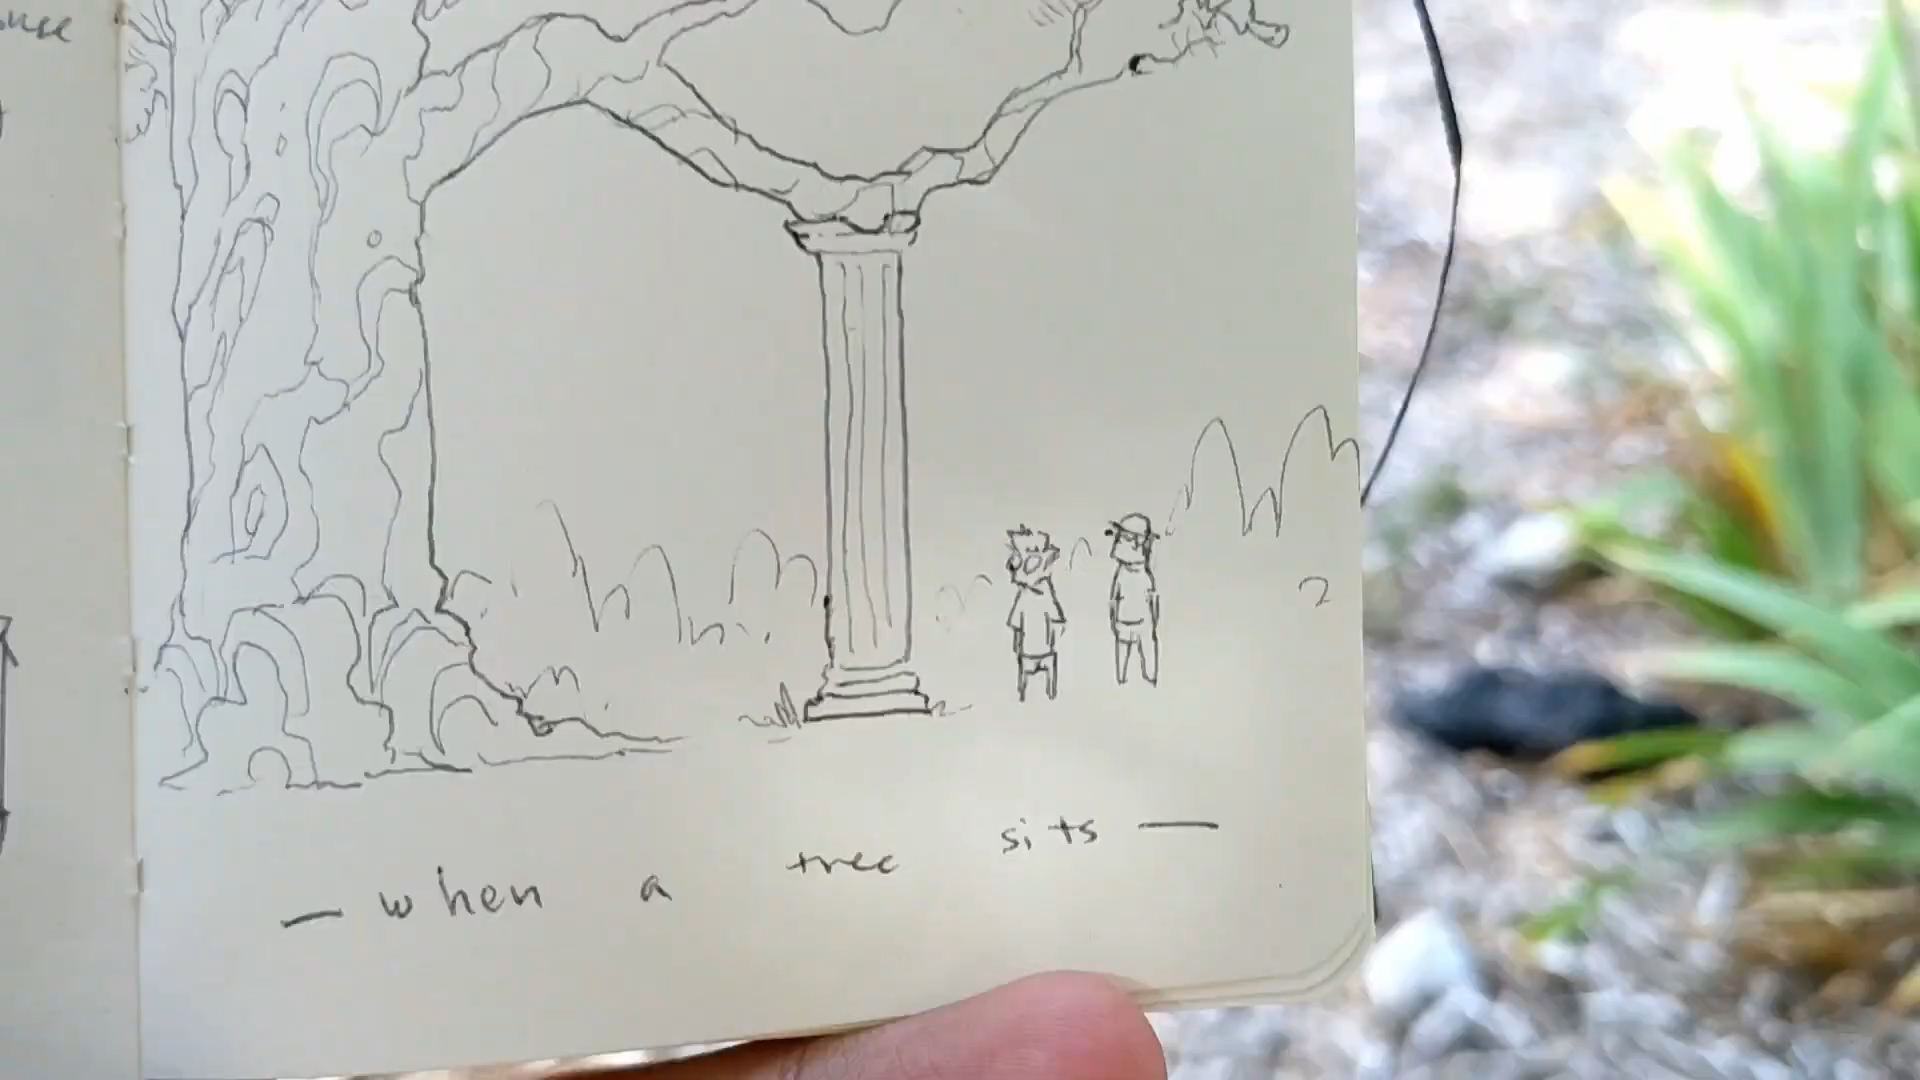 — when a tree sits —